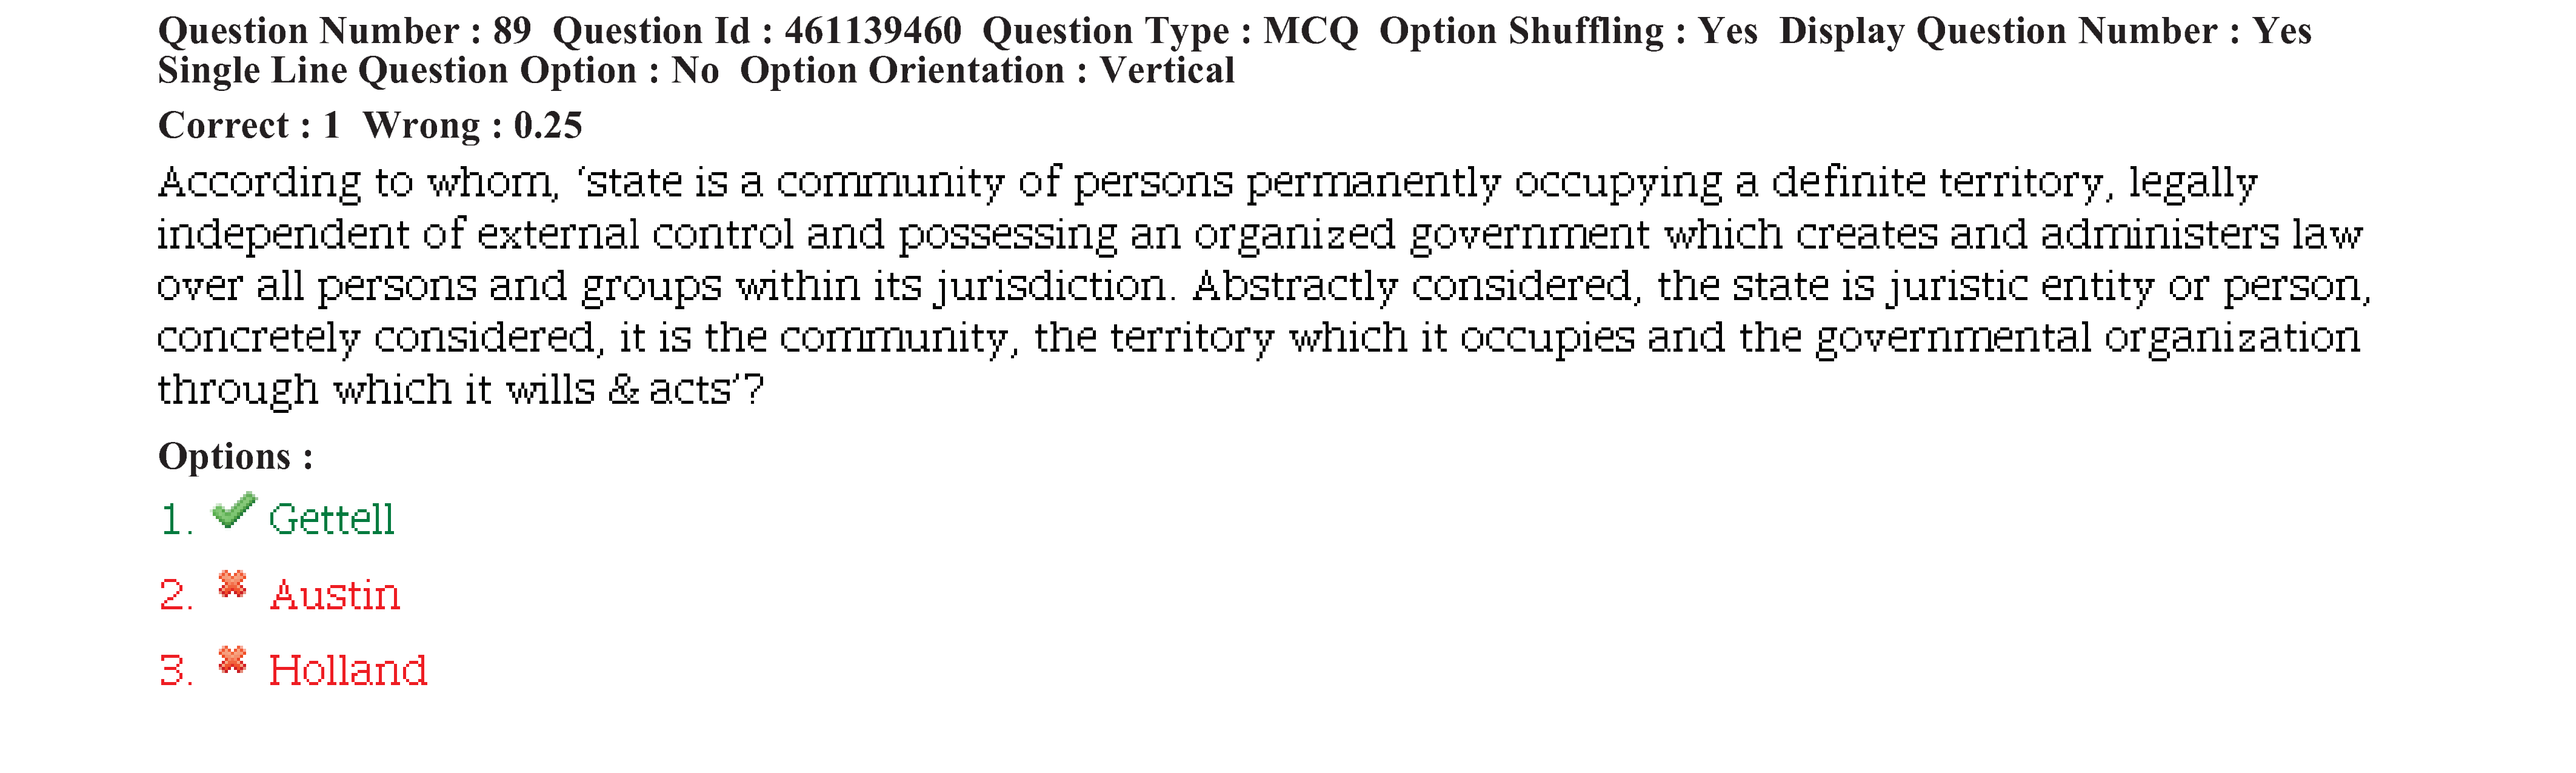 Question Number : 89 Question Id : 461139460 Question Type : MCQ Option Shuffling : Yes Display Question Number : Yes
Single Line Question Option : No Option Orientation : Vertical
Correct : 1 Wrong : 0.25
According to whom, ‘state is a community of persons permanently occupying a definite territory, legally
independent of external control and possessing an organized government which creates and administers law
over all persons and groups within its jurisdiction. Abstractly considered, the state is juristic entity or person,
concretely considered, it is the community, the territory which it occupies and the governmental organization
through which it wills & acts’?
Options :
1. Gettell
2. Austin
3. Holland